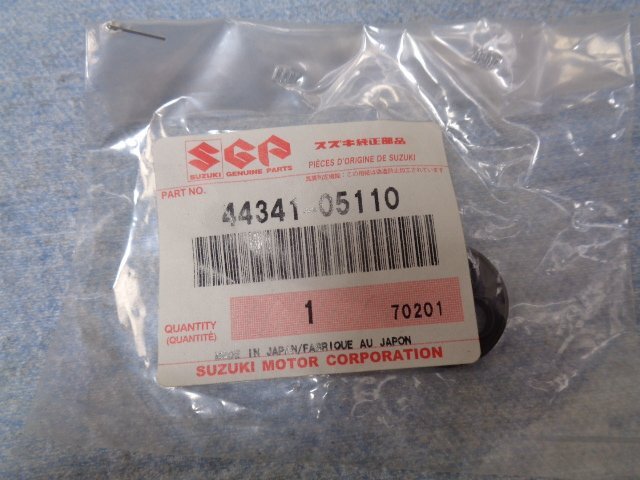 SGP
スズキ純正部品
SUZUKI GENUINE PARTS
PIÈCES D'ORIGINE DE SUZUKI
PART NO.
44341-05110
1
70201
QUANTITY
(QUANTITÉ)
MADE IN JAPAN/FABRIQUE AU JAPON
SUZUKI MOTOR CORPORATION